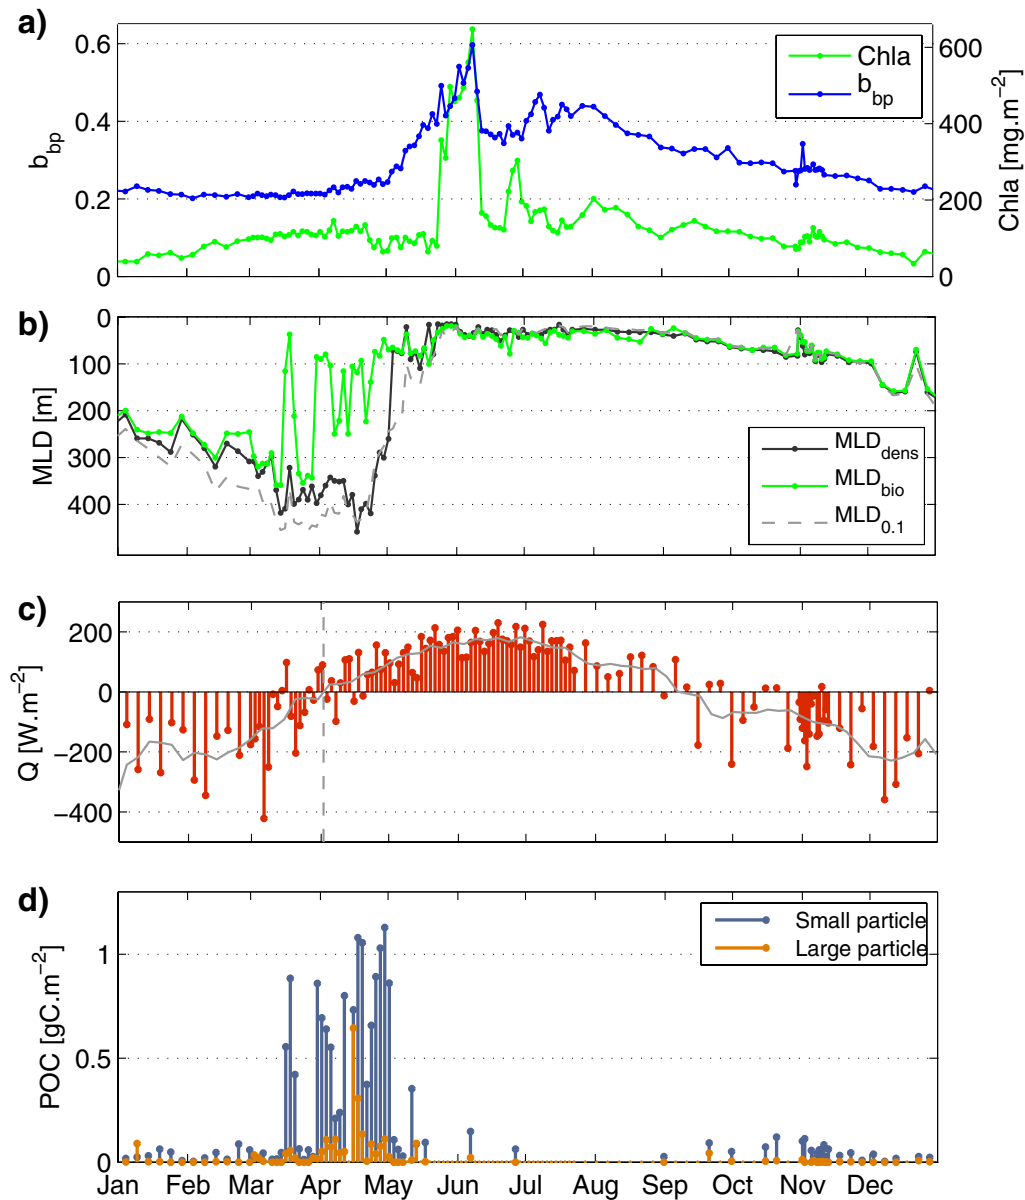 a)
0.6
0.4
0.2
0
b_bp
600
400
200
0
Chla [mg.m⁻²]
Chla
b_bp
b)
0
100
200
300
400
MLD [m]
MLD_dens
MLD_bio
MLD_0.1
c)
200
0
−200
−400
Q [W.m⁻²]
d)
1
0.5
0
POC [gC.m⁻²]
Small particle
Large particle
Jan Feb Mar Apr May Jun Jul Aug Sep Oct Nov Dec